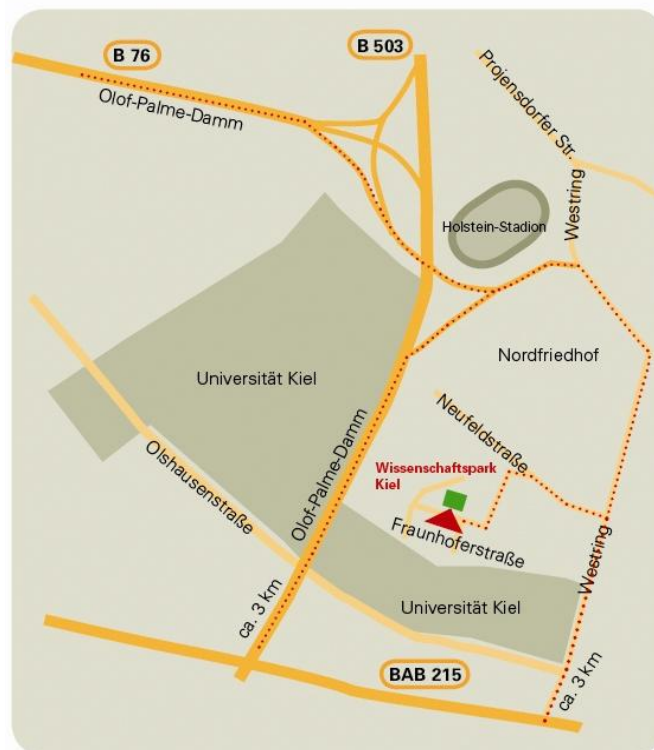 B 76
B 503
Olof-Palme-Damm
Projensdorfer Str.
Westring
Holstein-Stadion
Nordfriedhof
Universität Kiel
Neufeldstraße
Olof-Palme-Damm
Wissenschaftspark
Kiel
Olshausenstraße
Fraunhoferstraße
Westring
Universität Kiel
ca. 3 km
BAB 215
ca. 3 km